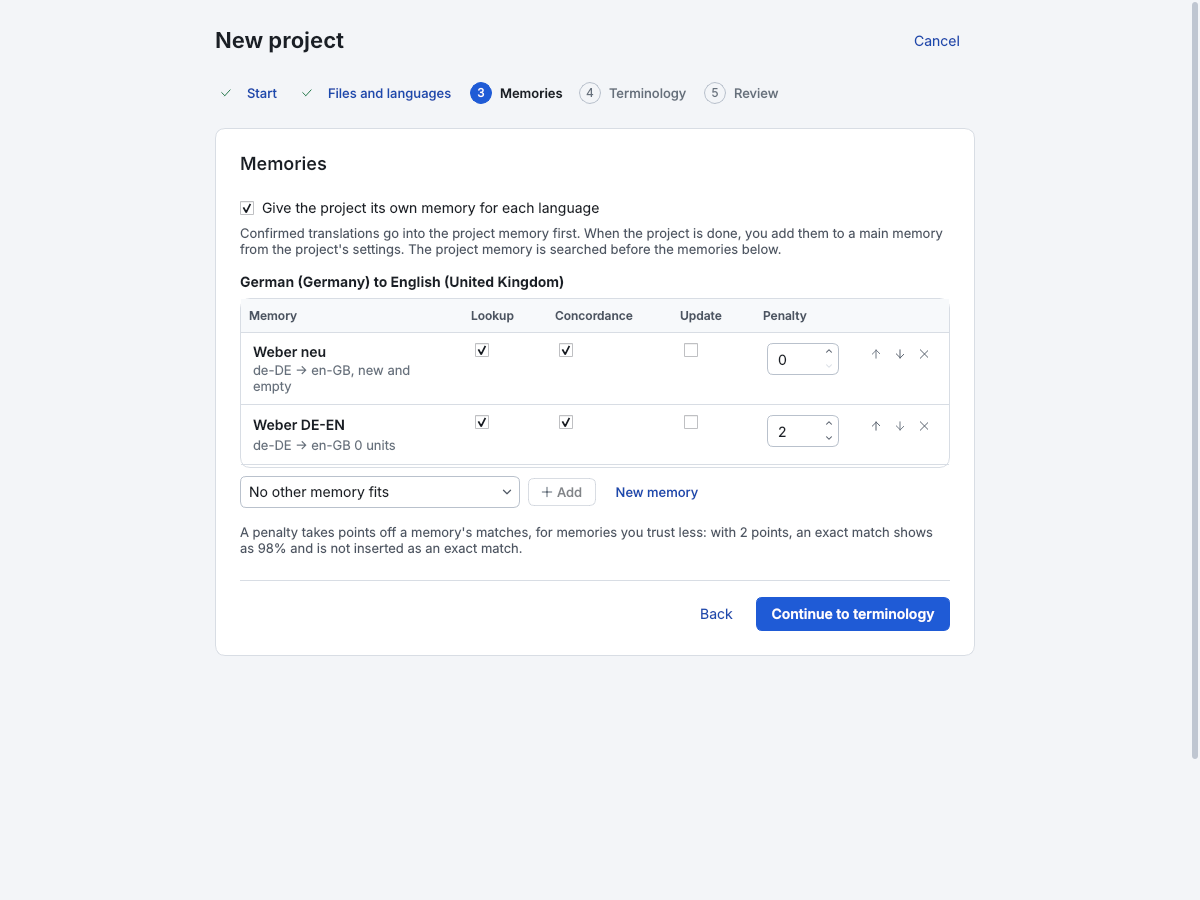 New project
Cancel
Start
Files and languages
3 Memories
4 Terminology
5 Review
Memories
Give the project its own memory for each language
Confirmed translations go into the project memory first. When the project is done, you add them to a main memory
from the project's settings. The project memory is searched before the memories below.
German (Germany) to English (United Kingdom)
Memory Lookup Concordance Update Penalty
Weber neu
de-DE → en-GB, new and
empty
0
Weber DE-EN
de-DE → en-GB 0 units
2
No other memory fits
+ Add
New memory
A penalty takes points off a memory's matches, for memories you trust less: with 2 points, an exact match shows
as 98% and is not inserted as an exact match.
Back
Continue to terminology